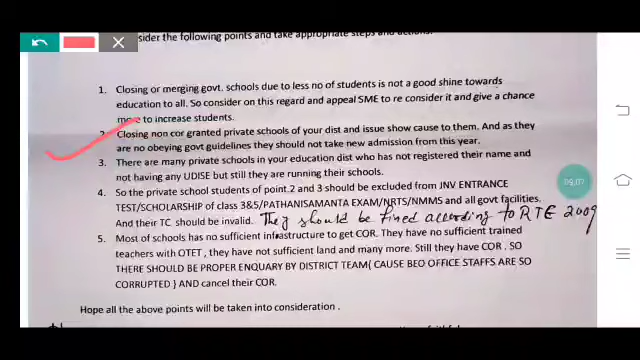 sider the following points and take appropriate steps and actions.
1. Closing or merging govt. schools due to less no of students is not a good shine towards
education to all. So consider on this regard and appeal SME to re consider it and give a chance
more to increase students.
2. Closing non cor granted private schools of your dist and issue show cause to them. And as they
are no obeying govt guidelines they should not take new admission from this year.
3. There are many private schools in your education dist who has not registered their name and
not having any UDISE but still they are running their schools.
09:07
4. So the private school students of point.2 and 3 should be excluded from JNV ENTRANCE
TEST/SCHOLARSHIP of class 3&5/PATHANISAMANTA EXAM/NRTS/NMMS and all govt facilities.
And their TC should be invalid. They should be fined according to RTE 2009
5. Most of schools has no sufficient infrastructure to get COR. They have no sufficient trained
teachers with OTET , they have not sufficient land and many more. Still they have COR . SO
THERE SHOULD BE PROPER ENQUARY BY DISTRICT TEAM( CAUSE BEO OFFICE STAFFS ARE SO
CORRUPTED ) AND cancel their COR.
Hope all the above points will be taken into consideration .